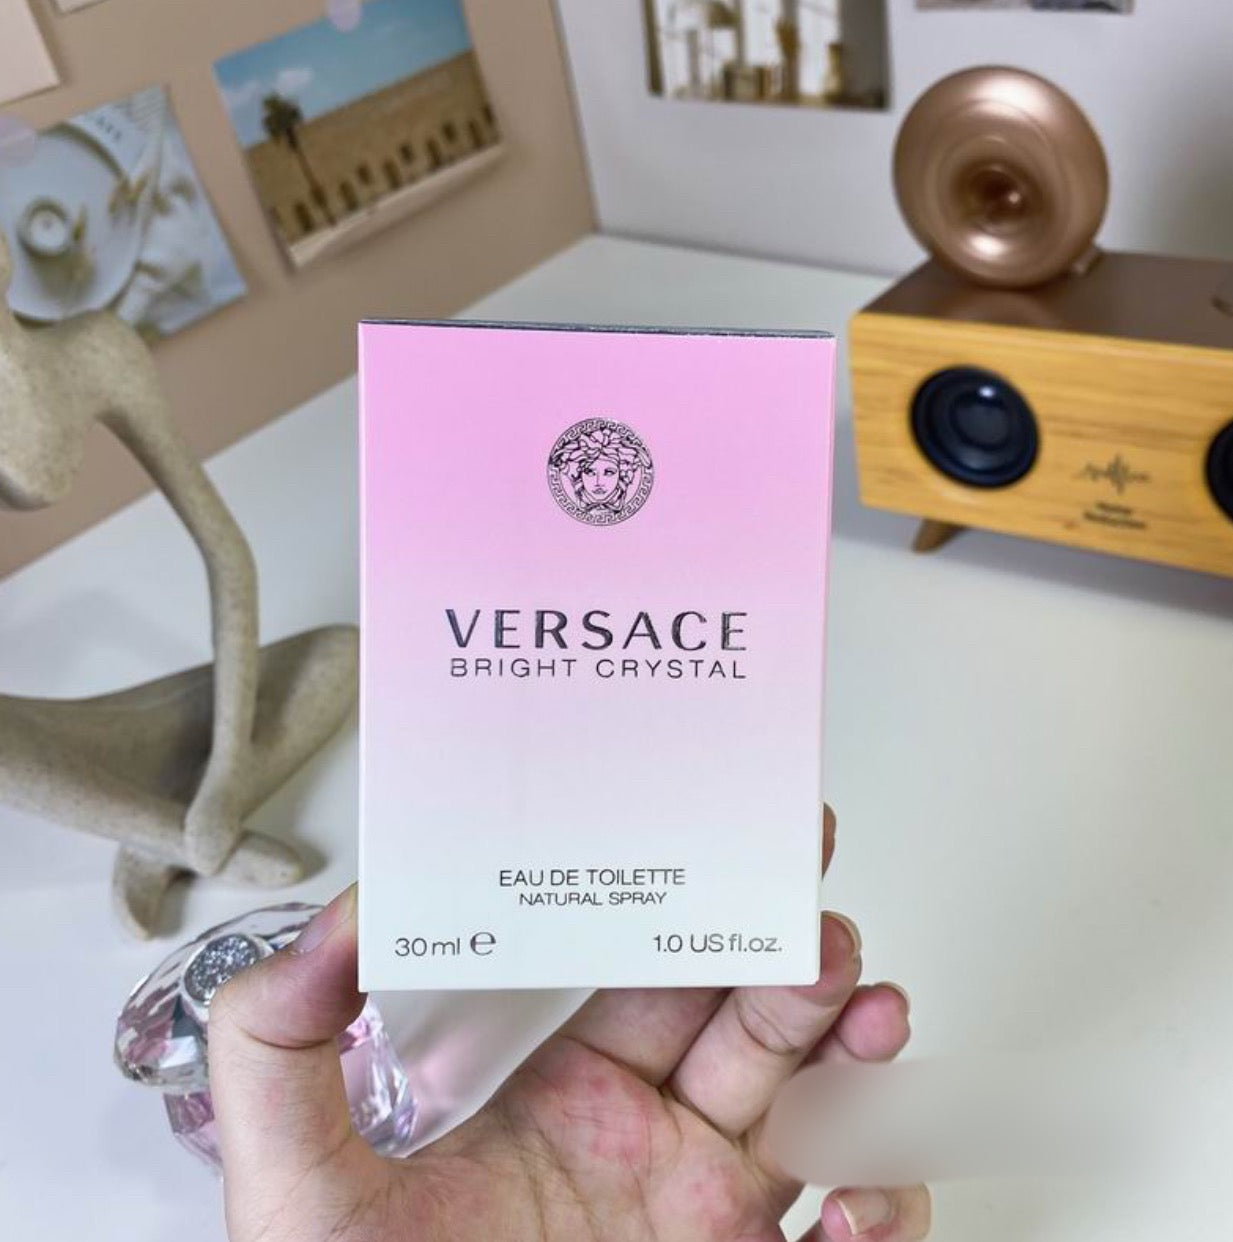 VERSACE
BRIGHT CRYSTAL
EAU DE TOILETTE
NATURAL SPRAY
30 ml ℮
1.0 US fl.oz.